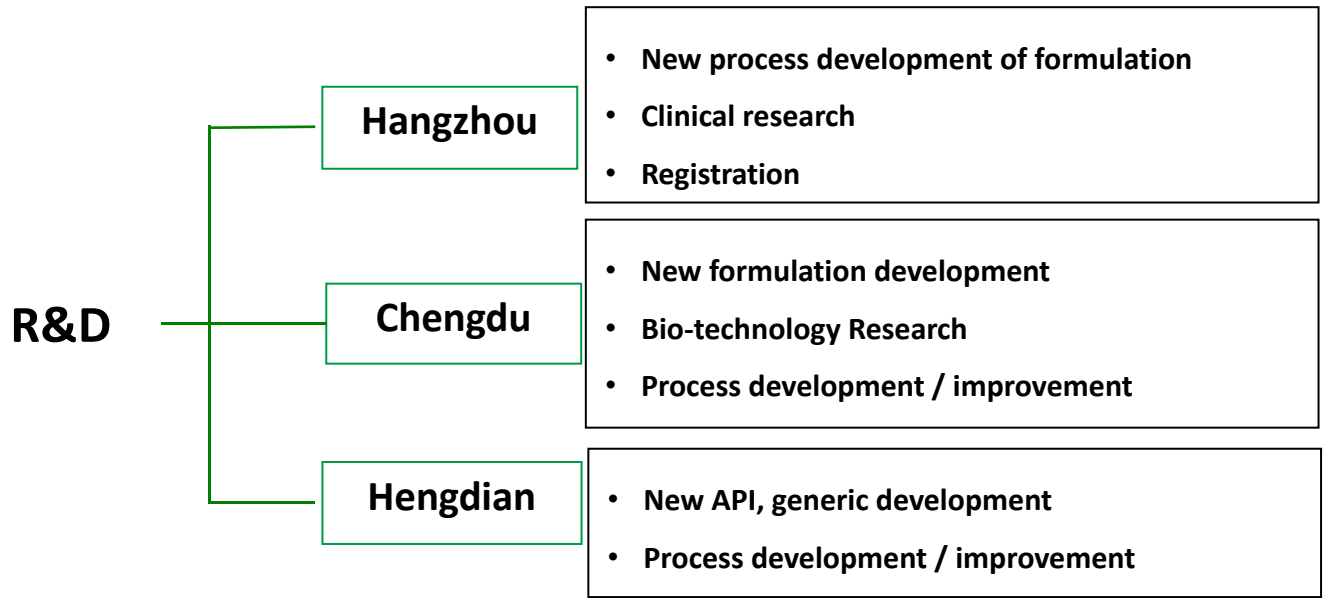 R&D
Hangzhou
• New process development of formulation
• Clinical research
• Registration
Chengdu
• New formulation development
• Bio-technology Research
• Process development / improvement
Hengdian
• New API, generic development
• Process development / improvement